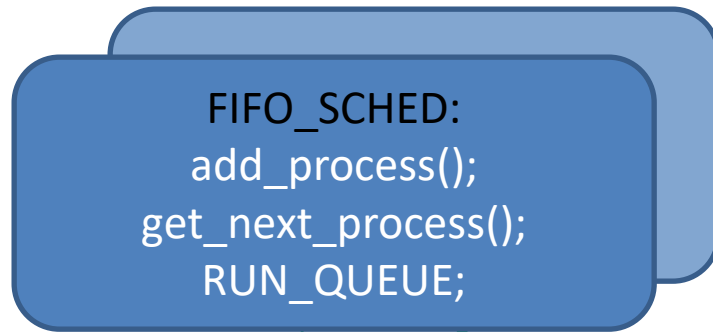 FIFO_SCHED:
add_process();
get_next_process();
RUN_QUEUE;